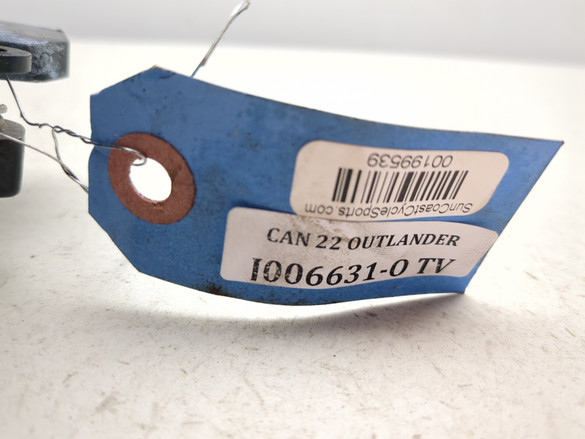 00199539
SunCoastCycleSports.com
CAN 22 OUTLANDER
I006631-0 TV